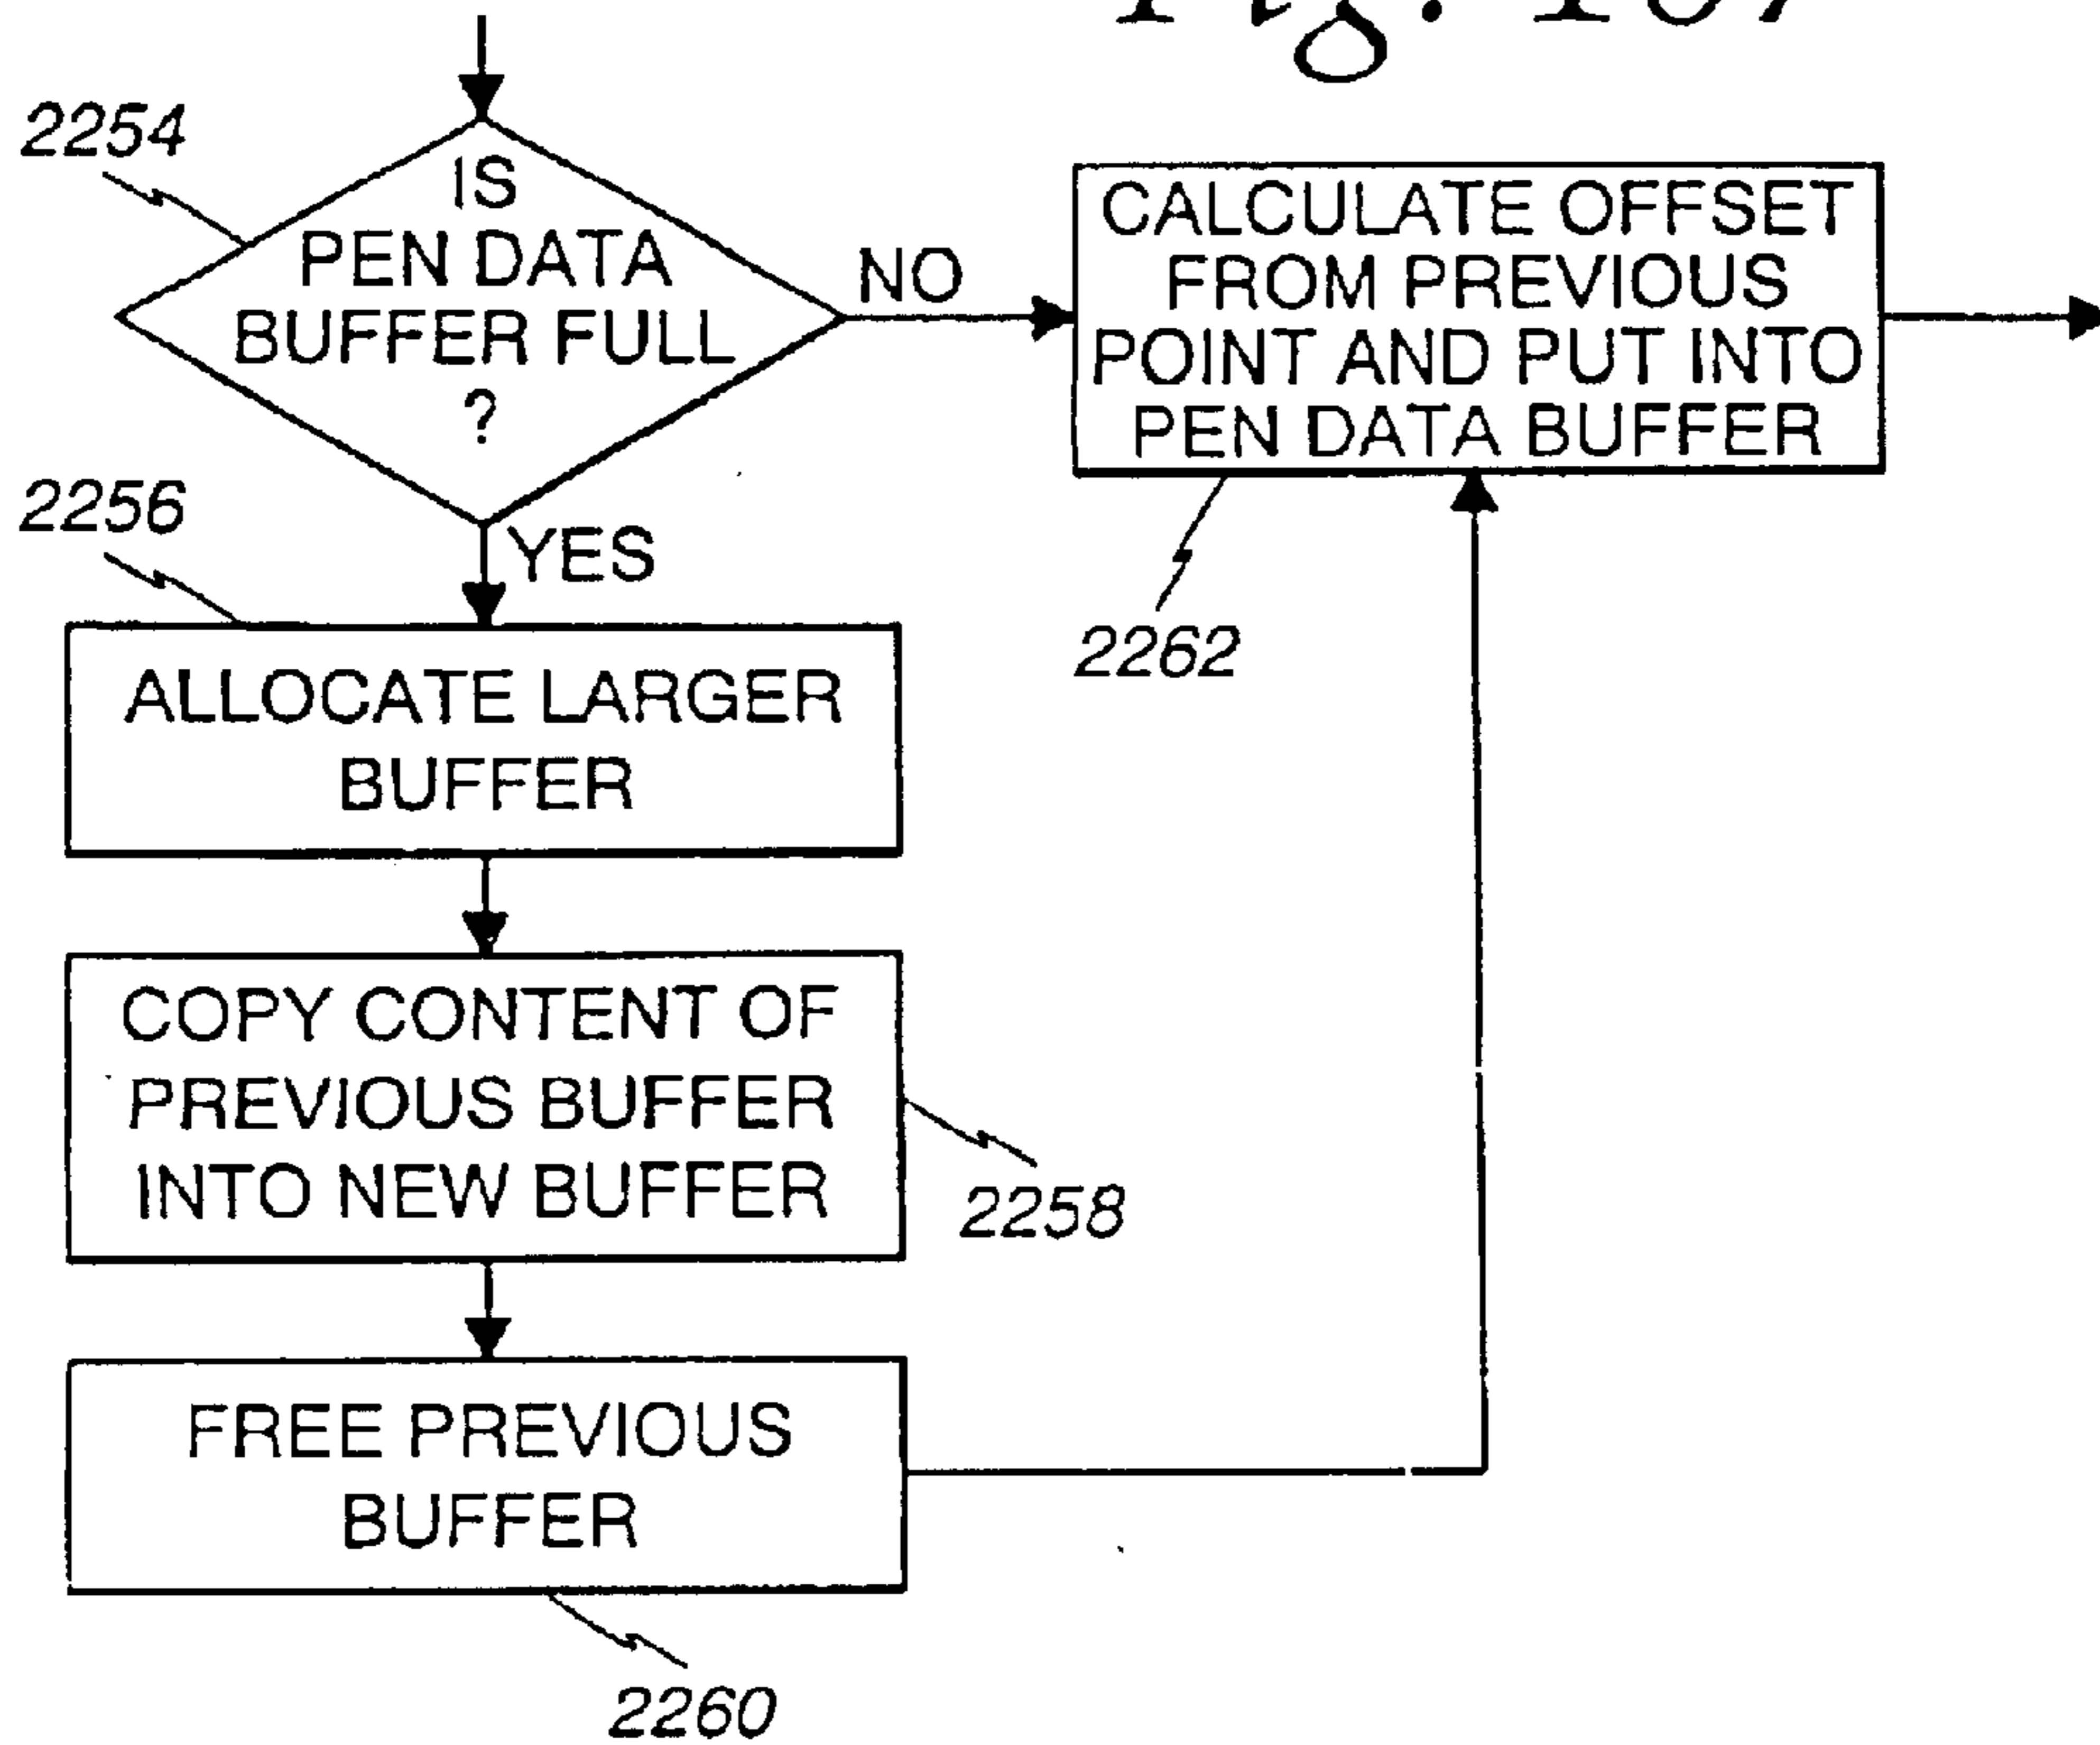 2254
IS
PEN DATA
BUFFER FULL
?
NO
CALCULATE OFFSET
FROM PREVIOUS
POINT AND PUT INTO
PEN DATA BUFFER
2262
YES
2256
ALLOCATE LARGER
BUFFER
COPY CONTENT OF
PREVIOUS BUFFER
INTO NEW BUFFER
2258
FREE PREVIOUS
BUFFER
2260